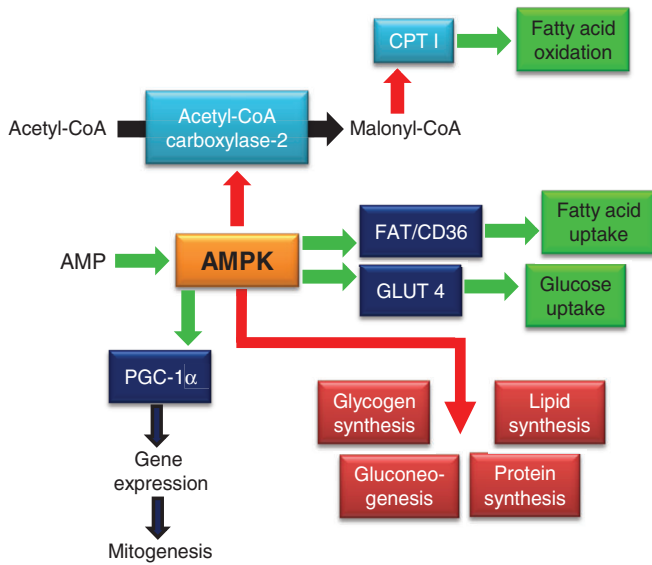 CPT I
Fatty acid
oxidation
Acetyl-CoA
Acetyl-CoA
carboxylase-2
Malonyl-CoA
AMP
AMPK
FAT/CD36
Fatty acid
uptake
GLUT 4
Glucose
uptake
PGC-1α
Gene
expression
Mitogenesis
Glycogen
synthesis
Lipid
synthesis
Gluconeo-
genesis
Protein
synthesis